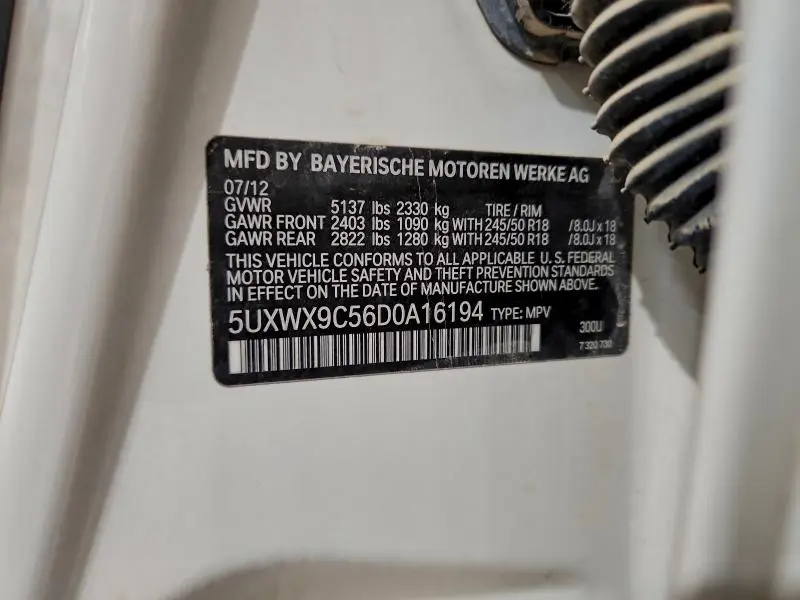 MFD BY BAYERISCHE MOTOREN WERKE AG
07/12
GVWR 5137 lbs 2330 kg TIRE / RIM
GAWR FRONT 2403 lbs 1090 kg WITH 245/50 R18 /8.0J x 18
GAWR REAR 2822 lbs 1280 kg WITH 245/50 R18 /8.0J x 18
THIS VEHICLE CONFORMS TO ALL APPLICABLE U.S. FEDERAL
MOTOR VEHICLE SAFETY AND THEFT PREVENTION STANDARDS
IN EFFECT ON THE DATE OF MANUFACTURE SHOWN ABOVE.
5UXWX9C56D0A16194 TYPE: MPV
300U
7 320 730